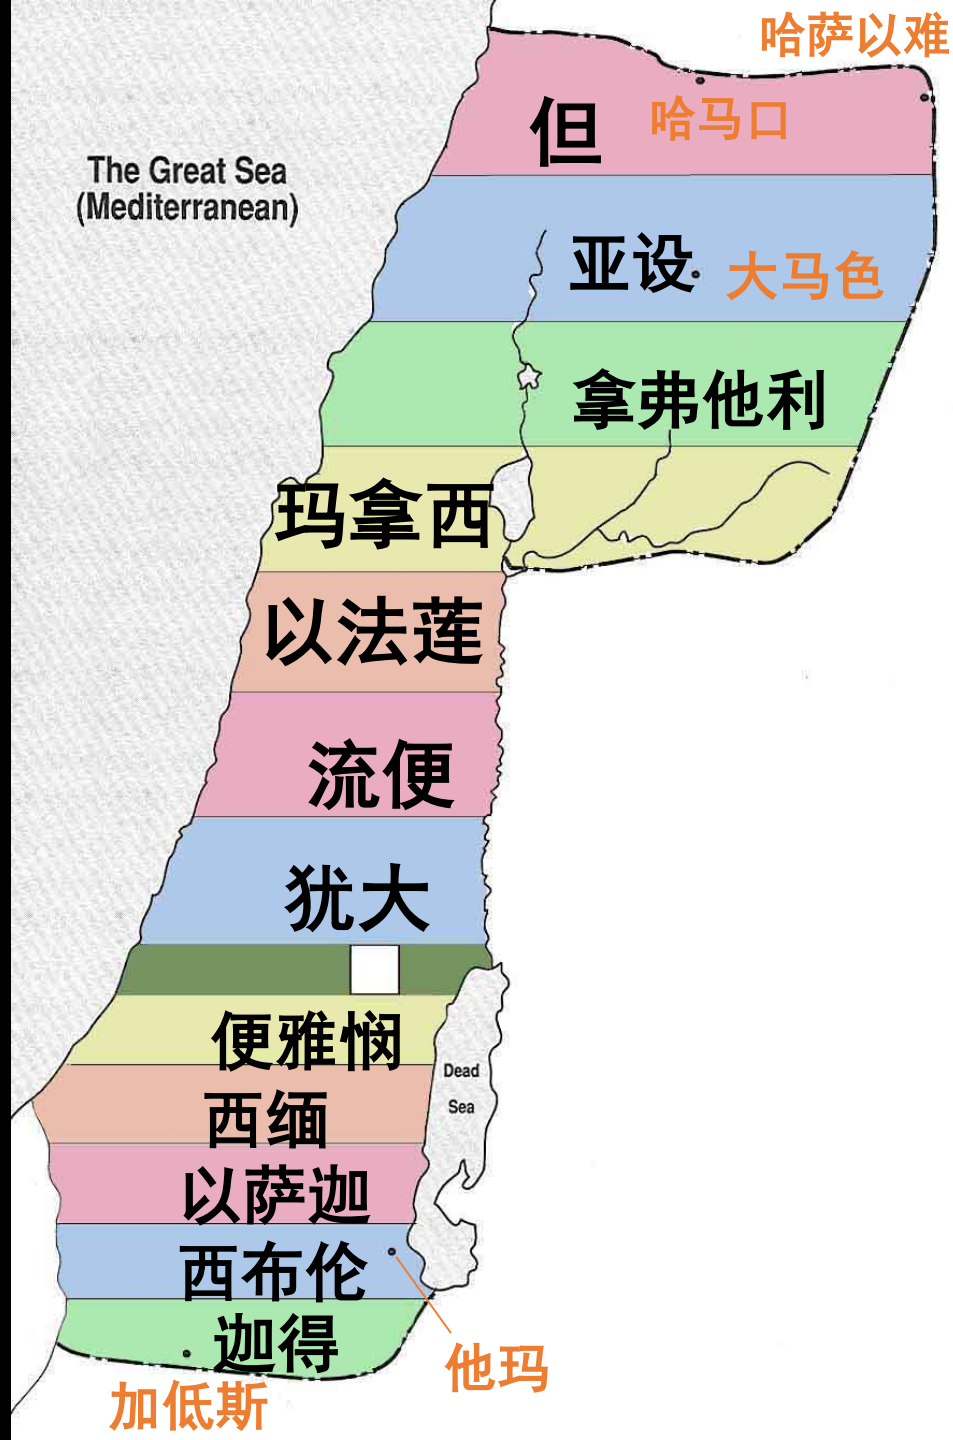 哈萨以难
但
哈马口
The Great Sea
(Mediterranean)
亚设
大马色
拿弗他利
玛拿西
以法莲
流便
犹大
便雅悯
Dead
Sea
西缅
以萨迦
西布伦
迦得
他玛
加低斯